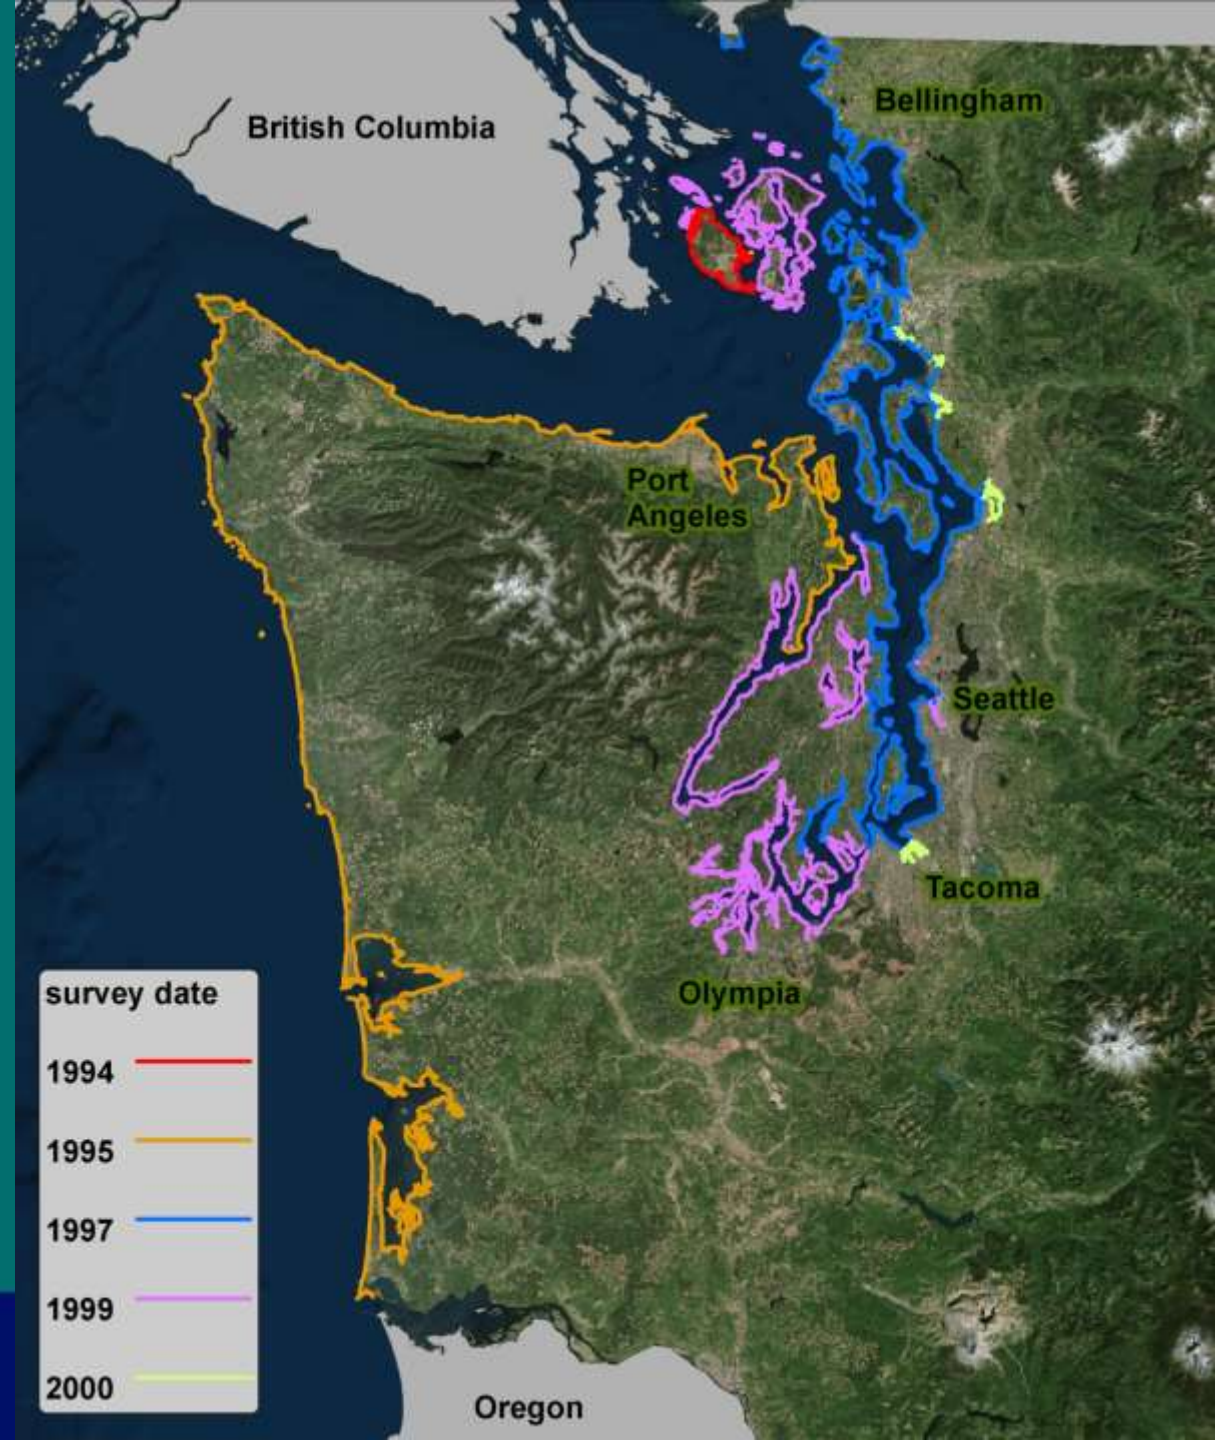 British Columbia
Bellingham
Port
Angeles
Seattle
Tacoma
Olympia
survey date
1994
1995
1997
1999
2000
Oregon